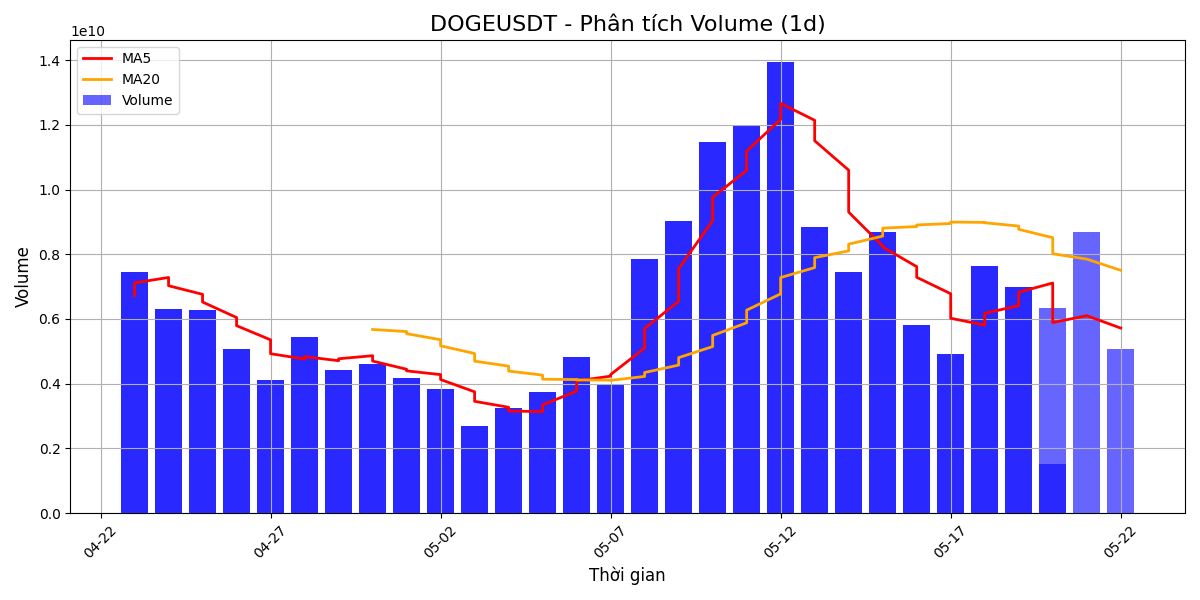 DOGEUSDT - Phân tích Volume (1d)
1e10
MA5
MA20
Volume
1.4
1.2
1.0
0.8
0.6
0.4
0.2
0.0
Volume
04-22
04-27
05-02
05-07
05-12
05-17
05-22
Thời gian